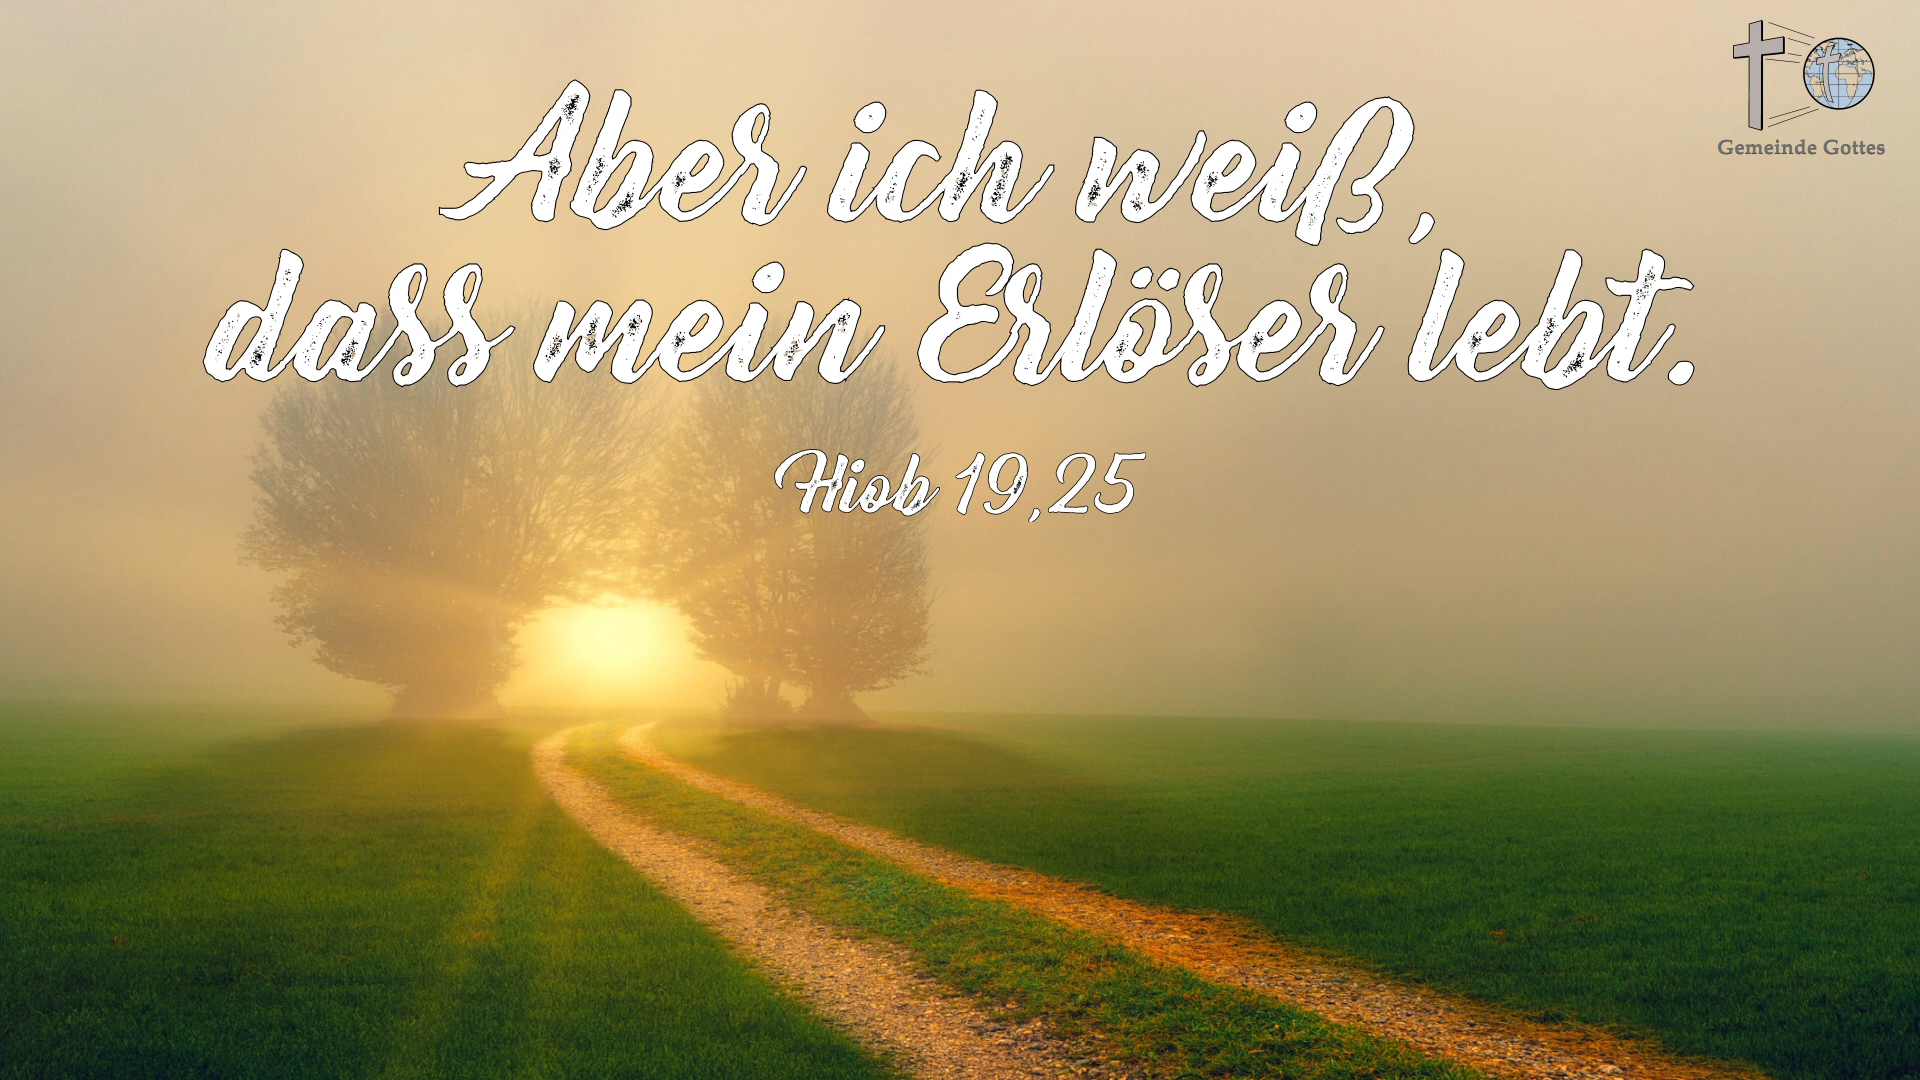 Gemeinde Gottes
Aber ich weiß,
dass mein Erlöser lebt.
Hiob 19,25